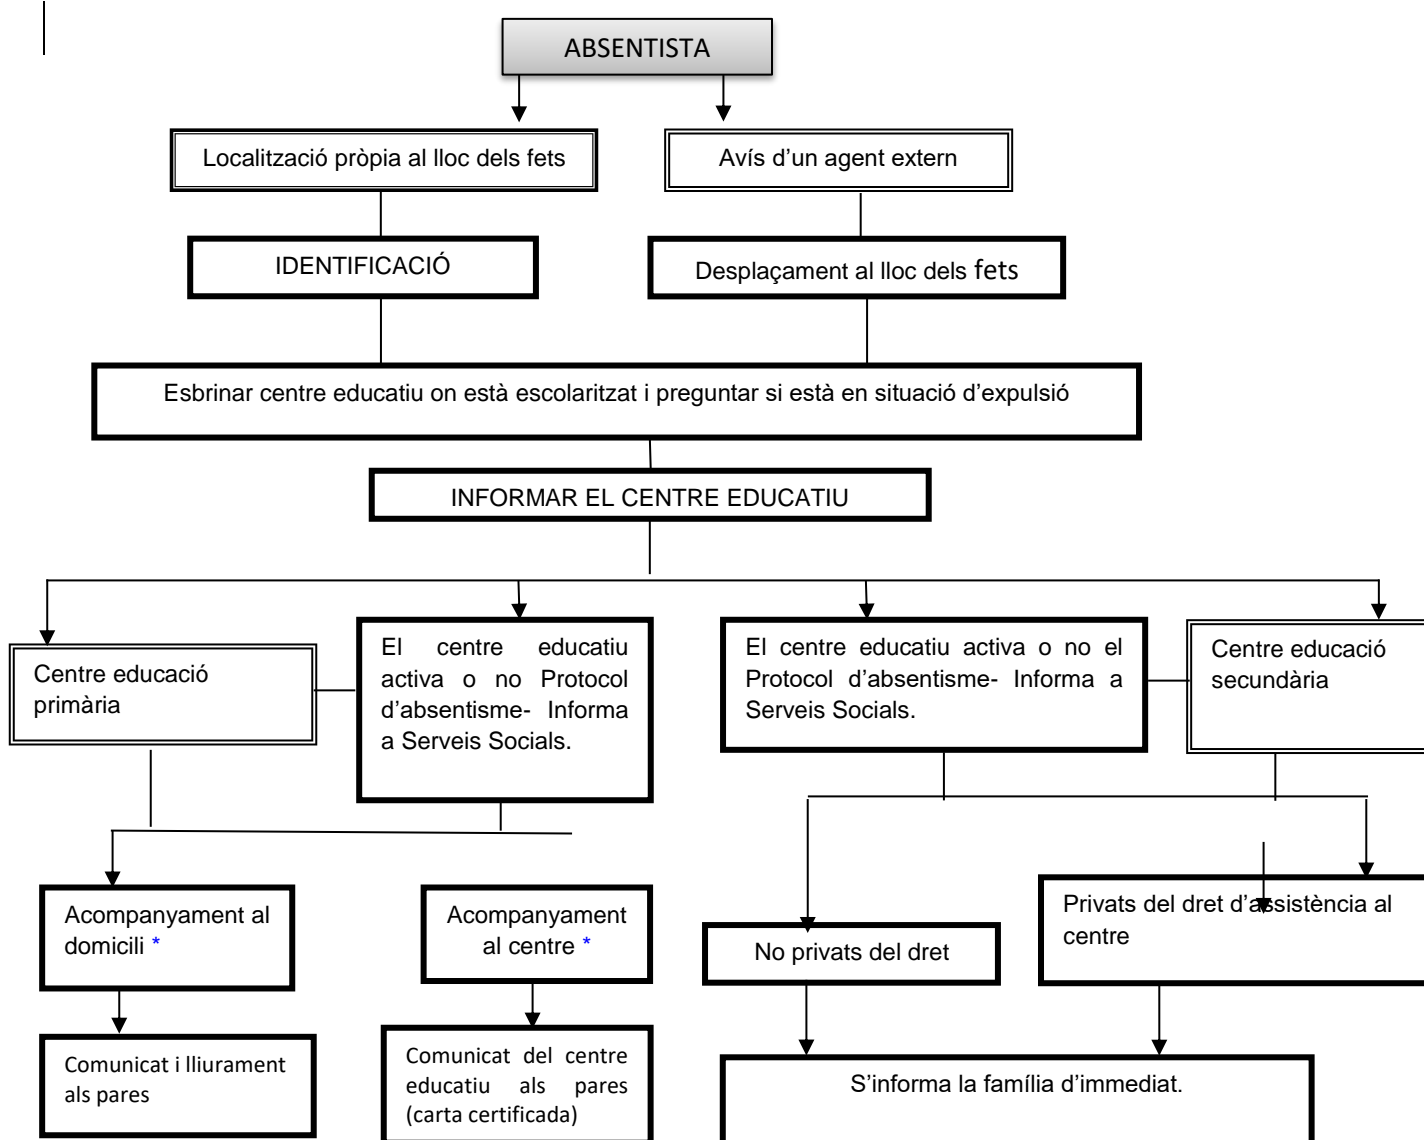 ABSENTISTA
Localització pròpia al lloc dels fets
Avís d’un agent extern
IDENTIFICACIÓ
Desplaçament al lloc dels fets
Esbrinar centre educatiu on està escolaritzat i preguntar si està en situació d’expulsió
INFORMAR EL CENTRE EDUCATIU
Centre educació
primària
El centre educatiu
activa o no Protocol
d’absentisme- Informa
a Serveis Socials.
El centre educatiu activa o no el
Protocol d’absentisme- Informa a
Serveis Socials.
Centre educació
secundària
Acompanyament al
domicili *
Acompanyament
al centre *
No privats del dret
Privats del dret d’assistència al
centre
Comunicat i lliurament
als pares
Comunicat del centre
educatiu als pares
(carta certificada)
S’informa la família d’immediat.